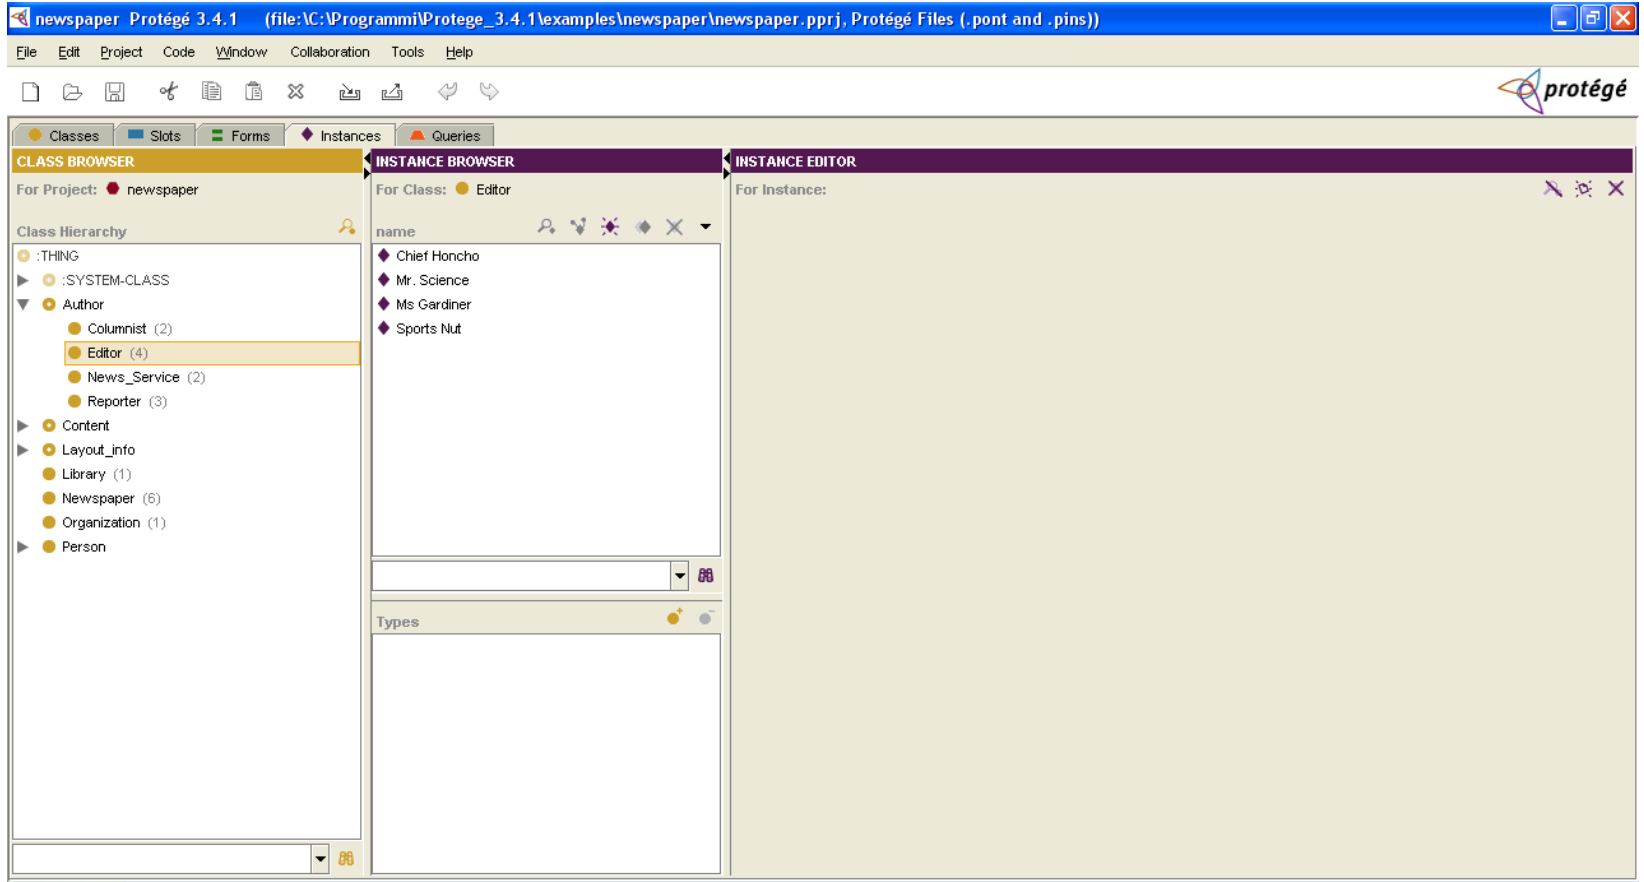 newspaper Protégé 3.4.1 (file:\C:\Programmi\Protege_3.4.1\examples\newspaper\newspaper.pprj, Protégé Files (.pont and .pins))
File Edit Project Code Window Collaboration Tools Help
protégé
Classes Slots Forms Instances Queries
CLASS BROWSER
For Project: newspaper
Class Hierarchy
:THING
:SYSTEM-CLASS
Author
Columnist (2)
Editor (4)
News_Service (2)
Reporter (3)
Content
Layout_info
Library (1)
Newspaper (6)
Organization (1)
Person
INSTANCE BROWSER
For Class: Editor
name
Chief Honcho
Mr. Science
Ms Gardiner
Sports Nut
Types
INSTANCE EDITOR
For Instance: